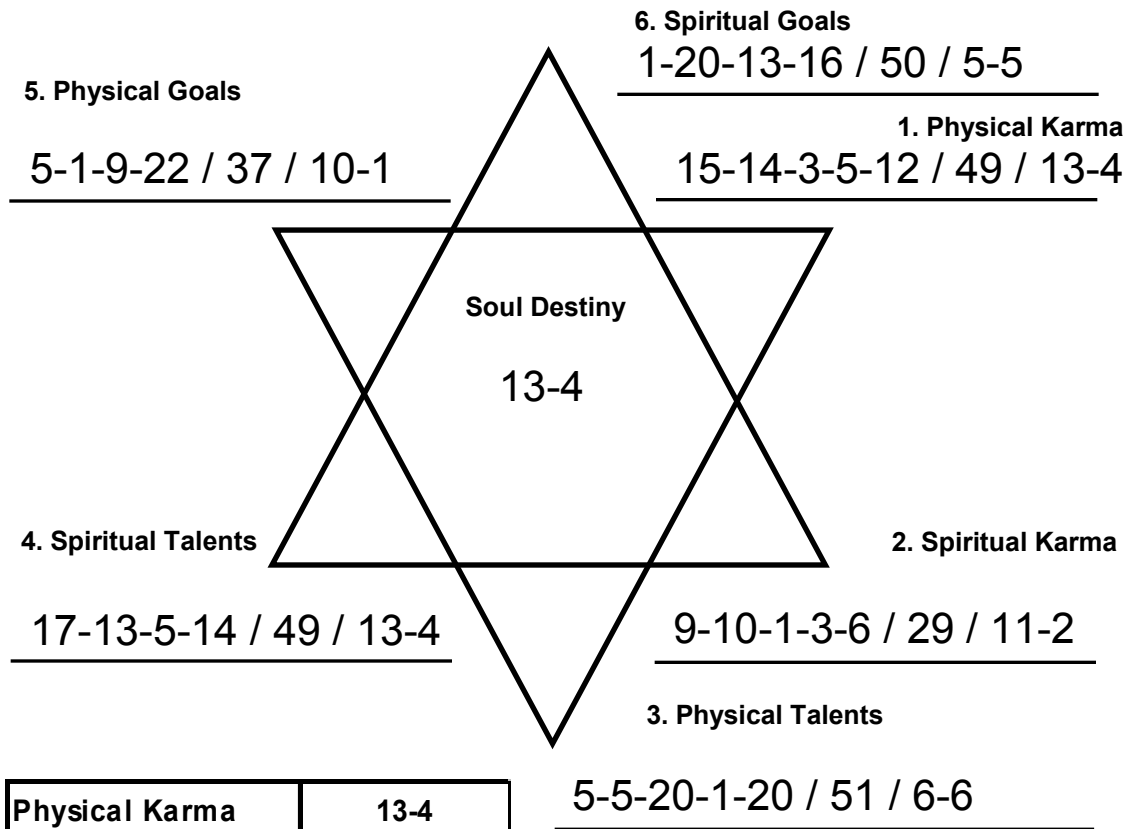 6. Spiritual Goals
1-20-13-16 / 50 / 5-5
5. Physical Goals
1. Physical Karma
5-1-9-22 / 37 / 10-1
15-14-3-5-12 / 49 / 13-4
Soul Destiny
13-4
4. Spiritual Talents
2. Spiritual Karma
17-13-5-14 / 49 / 13-4
9-10-1-3-6 / 29 / 11-2
3. Physical Talents
5-5-20-1-20 / 51 / 6-6
Physical Karma 13-4